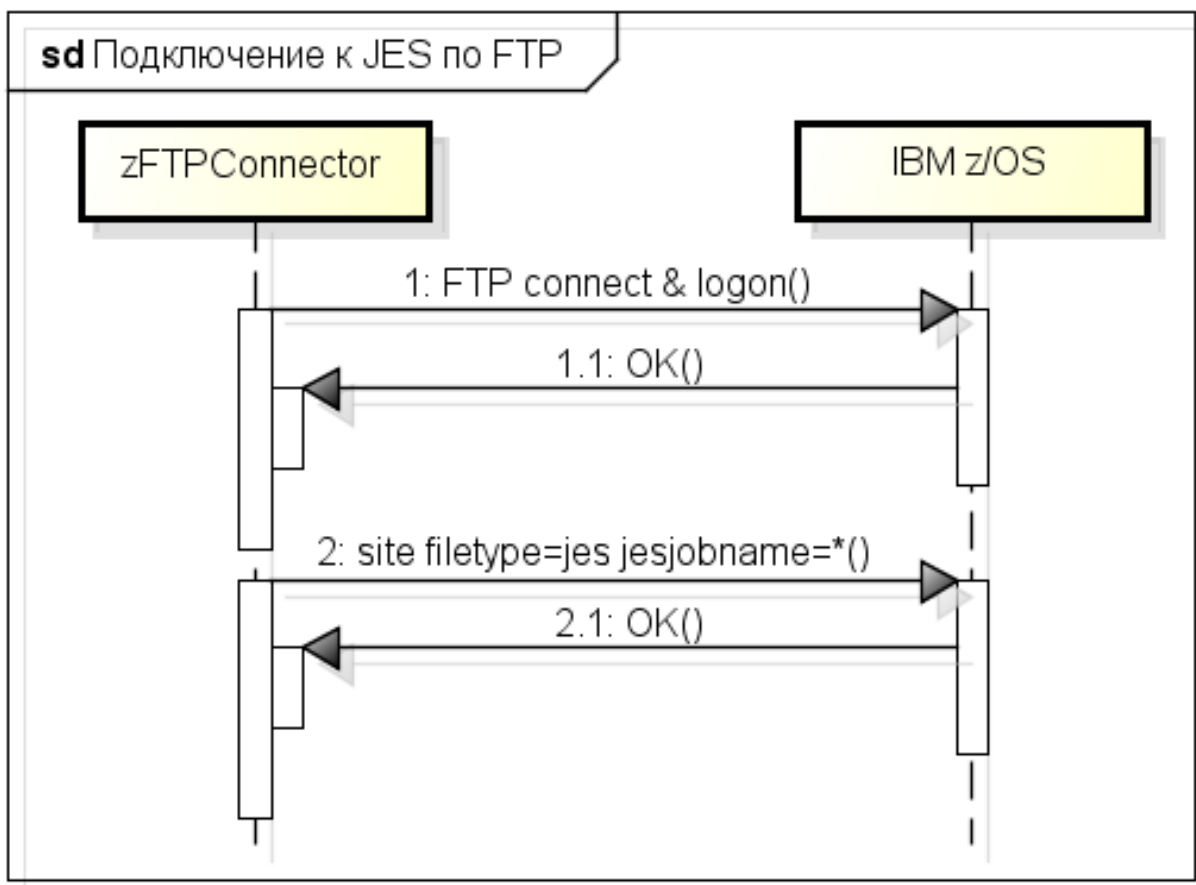 sd Подключение к JES по FTP
zFTPConnector
IBM z/OS
1: FTP connect & logon()
1.1: OK()
2: site filetype=jes jesjobname=*()
2.1: OK()